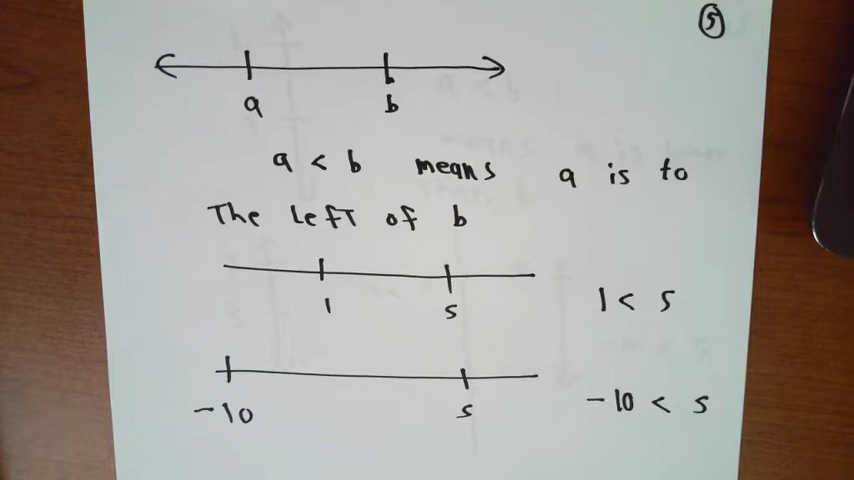 5
a b
a < b means a is to
The Left of b
1 5 1 < 5
-10 5 -10 < 5